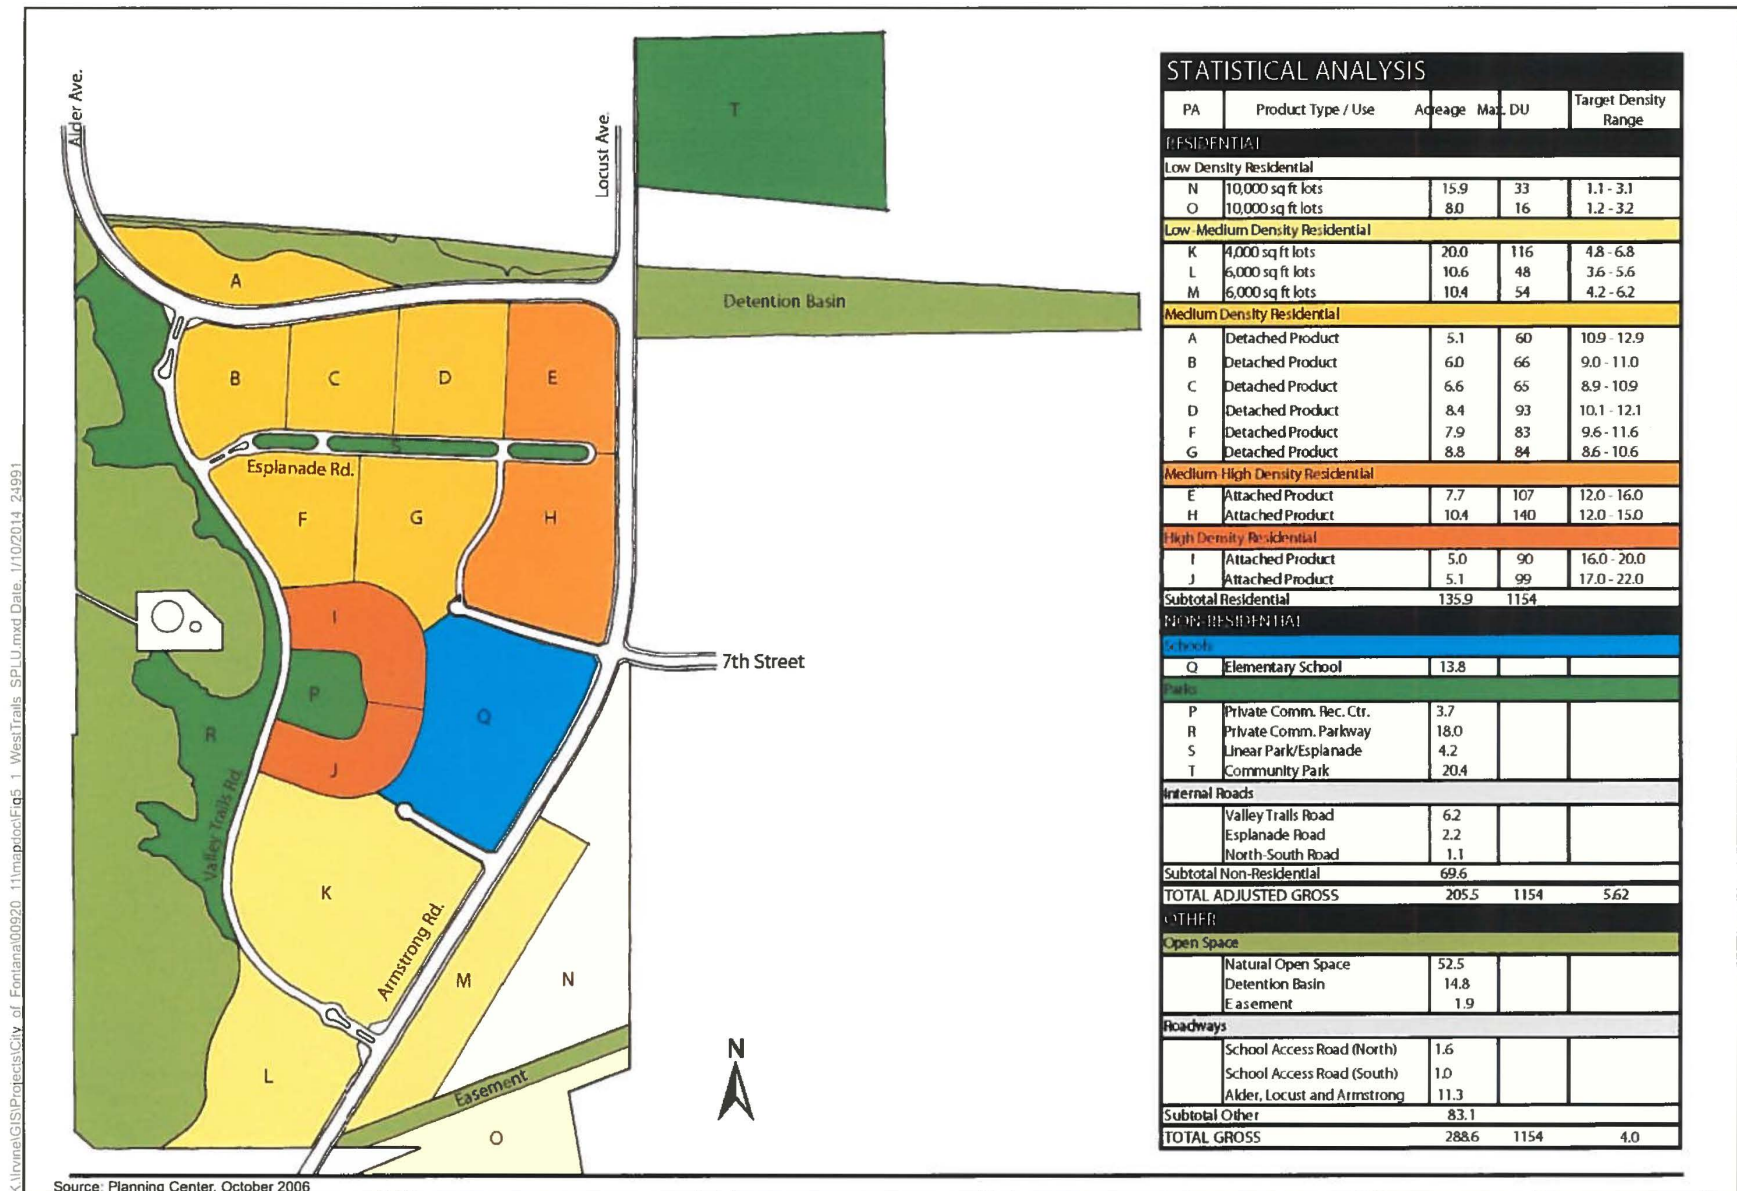 Alder Ave.
Locust Ave.
T
A
Detention Basin
B
C
D
E
S
Esplanade Rd.
F
G
H
I
7th Street
P
Q
R
J
Valley Trails Rd.
K
Armstrong Rd.
M
N
L
Easement
O
N
STATISTICAL ANALYSIS
PA Product Type / Use Acreage Max. DU Target Density Range
RESIDENTIAL
Low Density Residential
N 10,000 sq ft lots 15.9 33 1.1 - 3.1
O 10,000 sq ft lots 8.0 16 1.2 - 3.2
Low-Medium Density Residential
K 4,000 sq ft lots 20.0 116 4.8 - 6.8
L 6,000 sq ft lots 10.6 48 3.6 - 5.6
M 6,000 sq ft lots 10.4 54 4.2 - 6.2
Medium Density Residential
A Detached Product 5.1 60 10.9 - 12.9
B Detached Product 6.0 66 9.0 - 11.0
C Detached Product 6.6 65 8.9 - 10.9
D Detached Product 8.4 93 10.1 - 12.1
F Detached Product 7.9 83 9.6 - 11.6
G Detached Product 8.8 84 8.6 - 10.6
Medium-High Density Residential
E Attached Product 7.7 107 12.0 - 16.0
H Attached Product 10.4 140 12.0 - 15.0
High Density Residential
I Attached Product 5.0 90 16.0 - 20.0
J Attached Product 5.1 99 17.0 - 22.0
Subtotal Residential 135.9 1154
NON-RESIDENTIAL
Schools
Q Elementary School 13.8
Parks
P Private Comm. Rec. Ctr. 3.7
R Private Comm. Parkway 18.0
S Linear Park/Esplanade 4.2
T Community Park 20.4
Internal Roads
Valley Trails Road 6.2
Esplanade Road 2.2
North-South Road 1.1
Subtotal Non-Residential 69.6
TOTAL ADJUSTED GROSS 205.5 1154 5.62
OTHER
Open Space
Natural Open Space 52.5
Detention Basin 14.8
Easement 1.9
Roadways
School Access Road (North) 1.6
School Access Road (South) 1.0
Alder, Locust and Armstrong 11.3
Subtotal Other 83.1
TOTAL GROSS 288.6 1154 4.0
Source: Planning Center, October 2006
K:\Irvine\GIS\Projects\City_of_Fontana\00920_11\mapdoc\Fig5_1_WestTrails_SPLU.mxd Date: 1/10/2014 24991